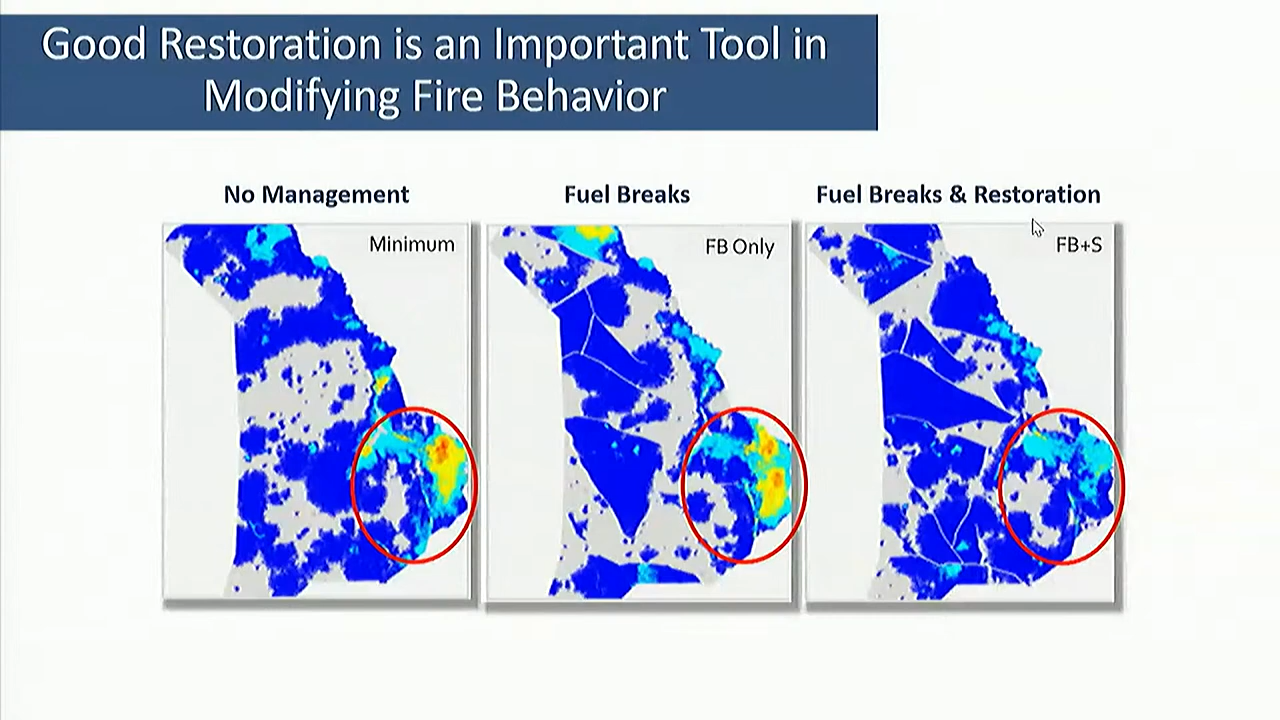 Good Restoration is an Important Tool in
Modifying Fire Behavior
No Management
Fuel Breaks
Fuel Breaks & Restoration
Minimum
FB Only
FB+S